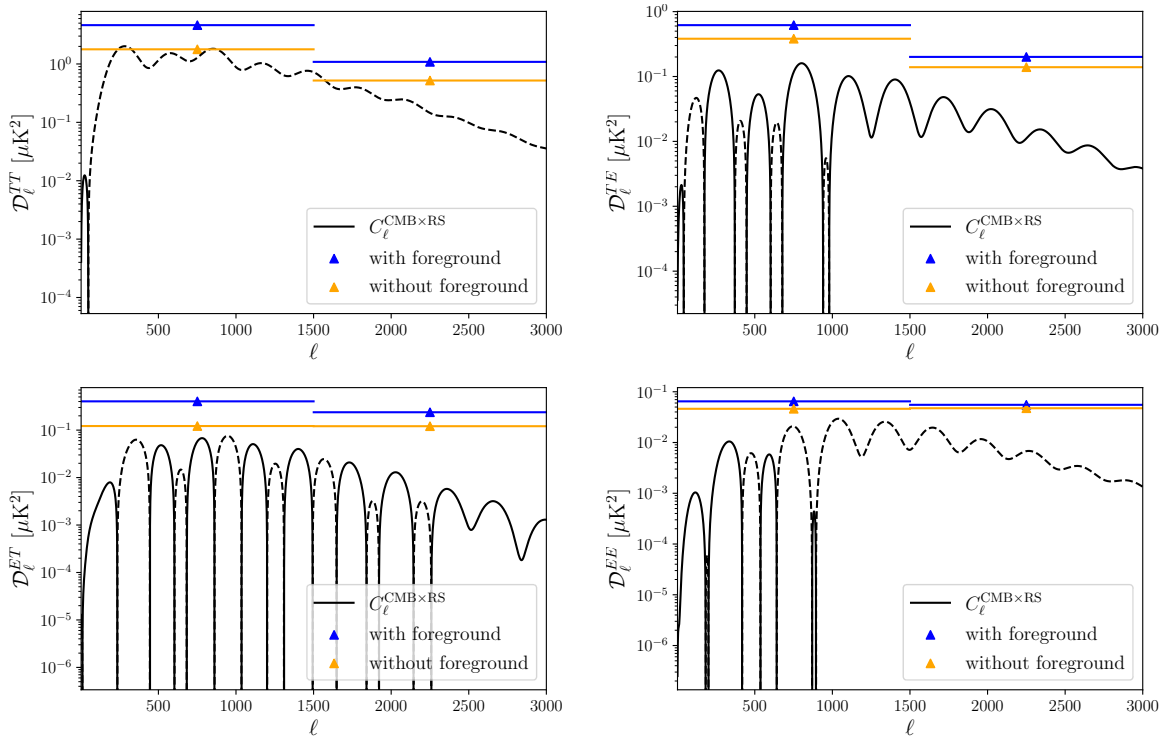 10⁰
10⁻¹
10⁻²
10⁻³
10⁻⁴
𝒟_ℓ^{TT} [μK²]
500 1000 1500 2000 2500 3000
ℓ
C_ℓ^{CMB×RS}
with foreground
without foreground
10⁰
10⁻¹
10⁻²
10⁻³
10⁻⁴
𝒟_ℓ^{TE} [μK²]
500 1000 1500 2000 2500 3000
ℓ
C_ℓ^{CMB×RS}
with foreground
without foreground
10⁻¹
10⁻²
10⁻³
10⁻⁴
10⁻⁵
10⁻⁶
𝒟_ℓ^{ET} [μK²]
500 1000 1500 2000 2500 3000
ℓ
C_ℓ^{CMB×RS}
with foreground
without foreground
10⁻¹
10⁻²
10⁻³
10⁻⁴
10⁻⁵
10⁻⁶
𝒟_ℓ^{EE} [μK²]
500 1000 1500 2000 2500 3000
ℓ
C_ℓ^{CMB×RS}
with foreground
without foreground